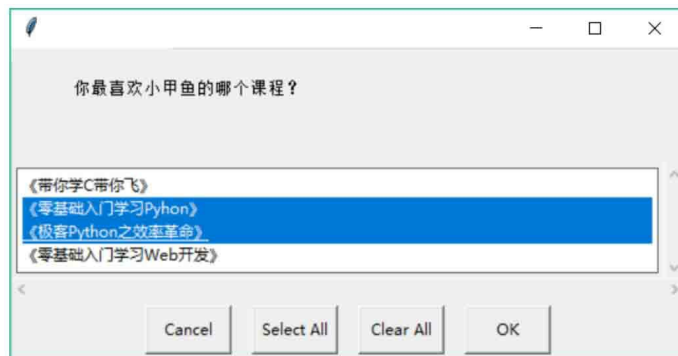 你最喜欢小甲鱼的哪个课程？
《带你学C带你飞》
《零基础入门学习Pyhon》
《极客Python之效率革命》
《零基础入门学习Web开发》
Cancel Select All Clear All OK